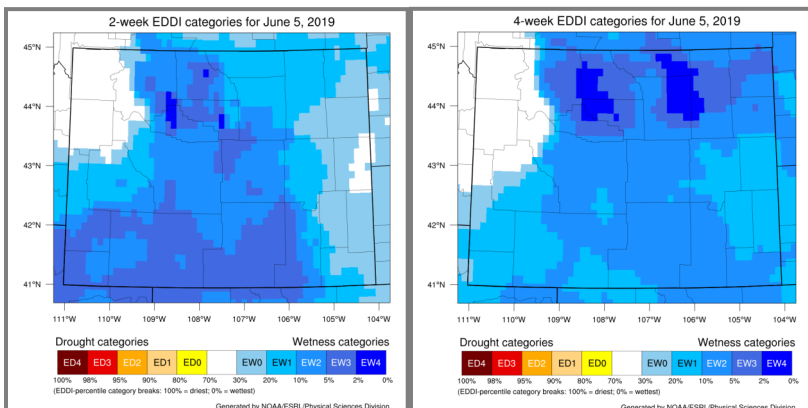 2-week EDDI categories for June 5, 2019
45°N
44°N
43°N
42°N
41°N
111°W 110°W 109°W 108°W 107°W 106°W 105°W 104°W
Drought categories Wetness categories
ED4 ED3 ED2 ED1 ED0 EW0 EW1 EW2 EW3 EW4
100% 98% 95% 90% 80% 70% 30% 20% 10% 5% 2% 0%
(EDDI-percentile category breaks: 100% = driest; 0% = wettest)
Generated by NOAA/ESRL/Physical Sciences Division
4-week EDDI categories for June 5, 2019
45°N
44°N
43°N
42°N
41°N
111°W 110°W 109°W 108°W 107°W 106°W 105°W 104°W
Drought categories Wetness categories
ED4 ED3 ED2 ED1 ED0 EW0 EW1 EW2 EW3 EW4
100% 98% 95% 90% 80% 70% 30% 20% 10% 5% 2% 0%
(EDDI-percentile category breaks: 100% = driest; 0% = wettest)
Generated by NOAA/ESRL/Physical Sciences Division